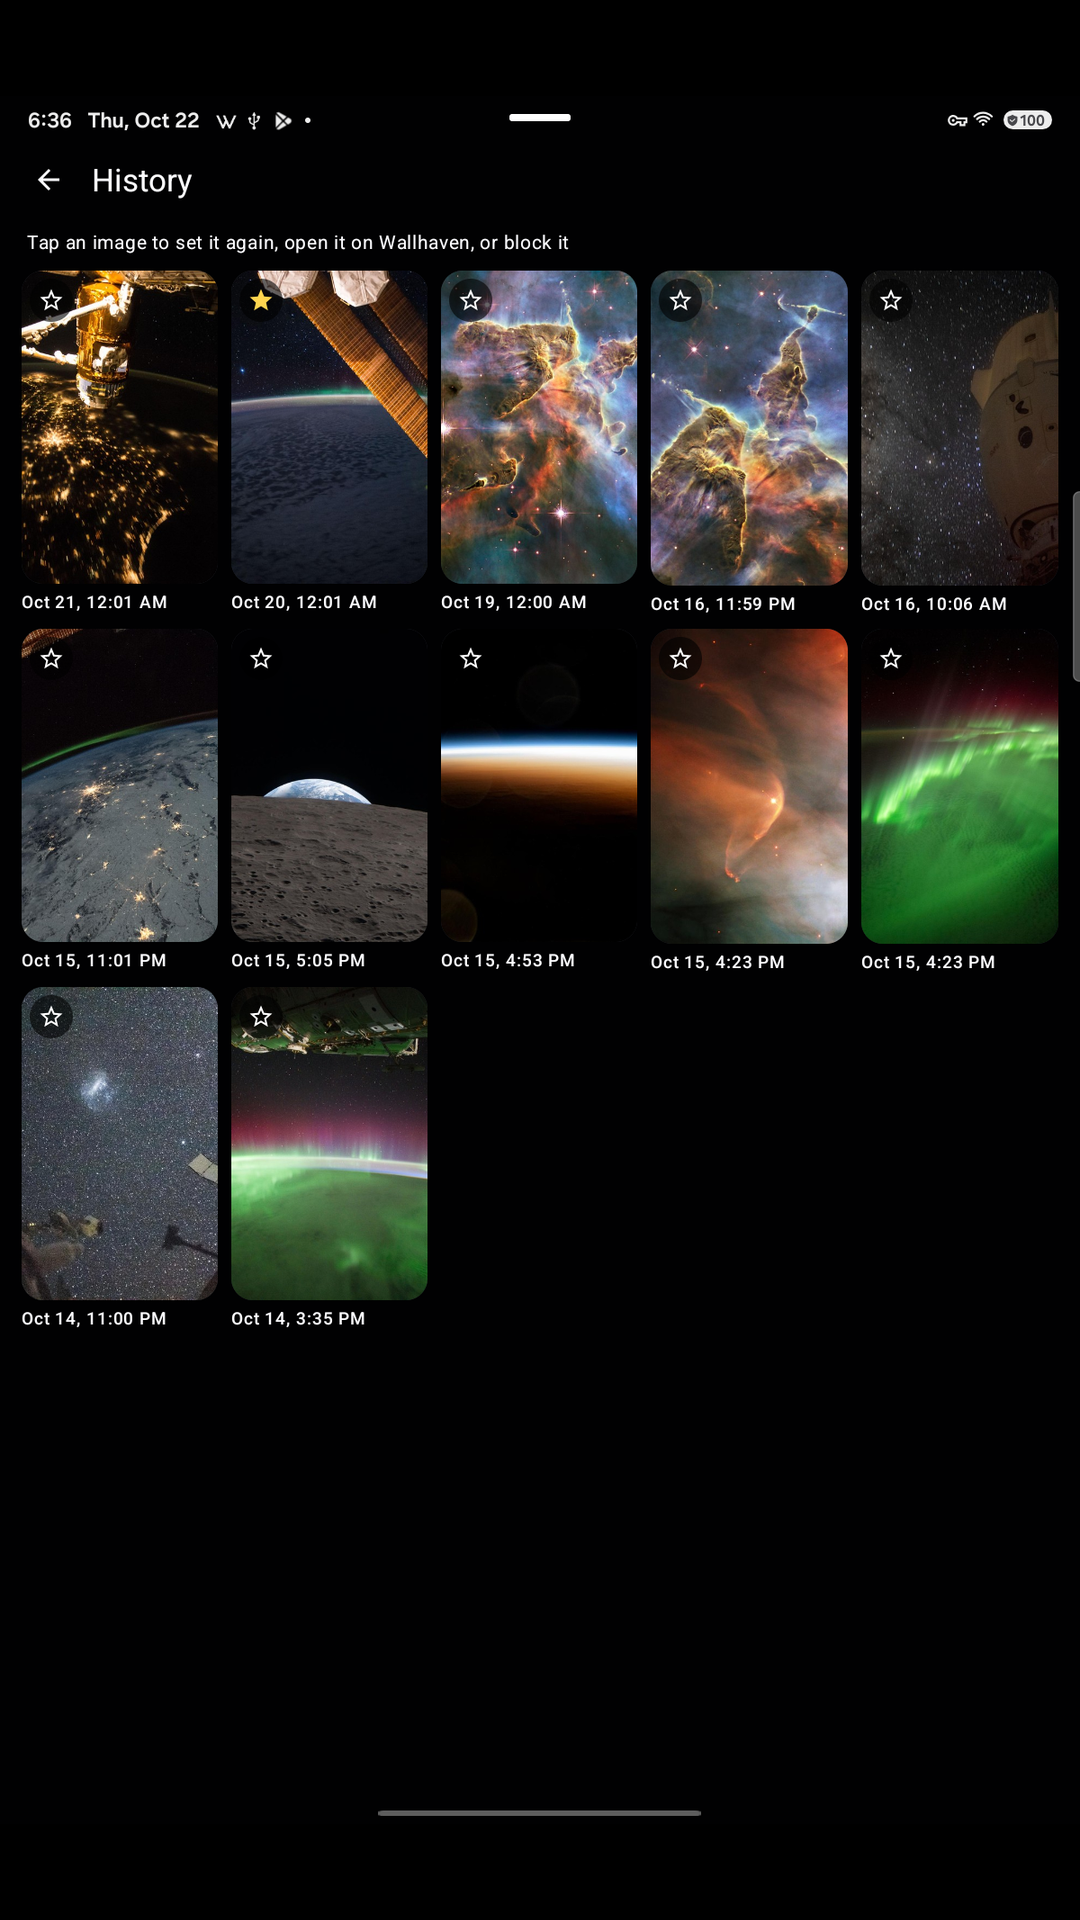 6:36 Thu, Oct 22 100
History
Tap an image to set it again, open it on Wallhaven, or block it
Oct 21, 12:01 AM
Oct 20, 12:01 AM
Oct 19, 12:00 AM
Oct 16, 11:59 PM
Oct 16, 10:06 AM
Oct 15, 11:01 PM
Oct 15, 5:05 PM
Oct 15, 4:53 PM
Oct 15, 4:23 PM
Oct 15, 4:23 PM
Oct 14, 11:00 PM
Oct 14, 3:35 PM